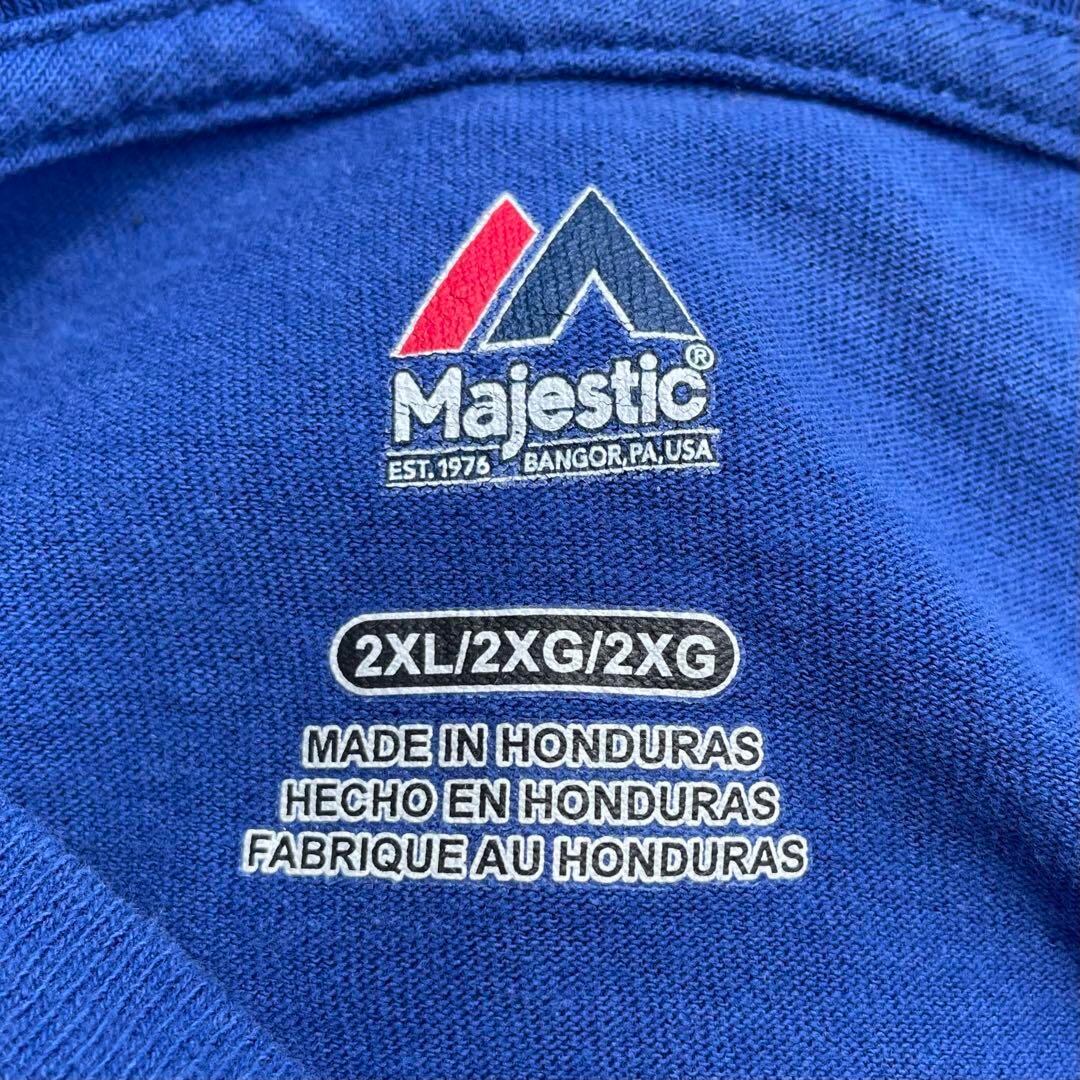 Majestic®
EST. 1976 BANGOR, PA, USA
2XL/2XG/2XG
MADE IN HONDURAS
HECHO EN HONDURAS
FABRIQUE AU HONDURAS